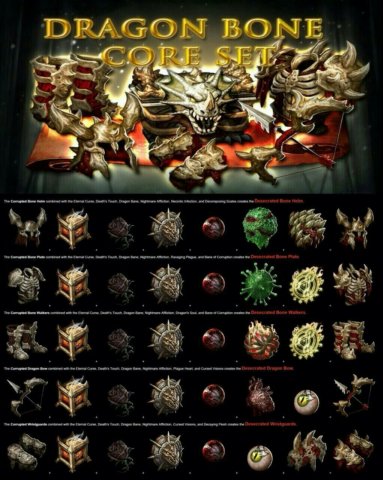 DRAGON BONE
CORE SET
The Corrupted Bone Helm combined with the Eternal Curse, Death's Touch, Dragon Bane, Nightmare Affliction, Necrotic Infection, and Decomposing Scales creates the Desecrated Bone Helm
The Corrupted Bone Plate combined with the Eternal Curse, Death's Touch, Dragon Bane, Nightmare Affliction, Ravaging Plague, and Bane of Corruption creates the Desecrated Bone Plate
The Corrupted Bone Walkers combined with the Eternal Curse, Death's Touch, Dragon Bane, Nightmare Affliction, Dragon's Soul, and Bane of Corruption creates the Desecrated Bone Walkers
The Corrupted Dragon Bow combined with the Eternal Curse, Death's Touch, Dragon Bane, Nightmare Affliction, Plague Heart, and Cursed Visions creates the Desecrated Dragon Bow
The Corrupted Wristguards combined with the Eternal Curse, Death's Touch, Dragon Bane, Nightmare Affliction, Cursed Visions, and Decaying Flesh creates the Desecrated Wristguards